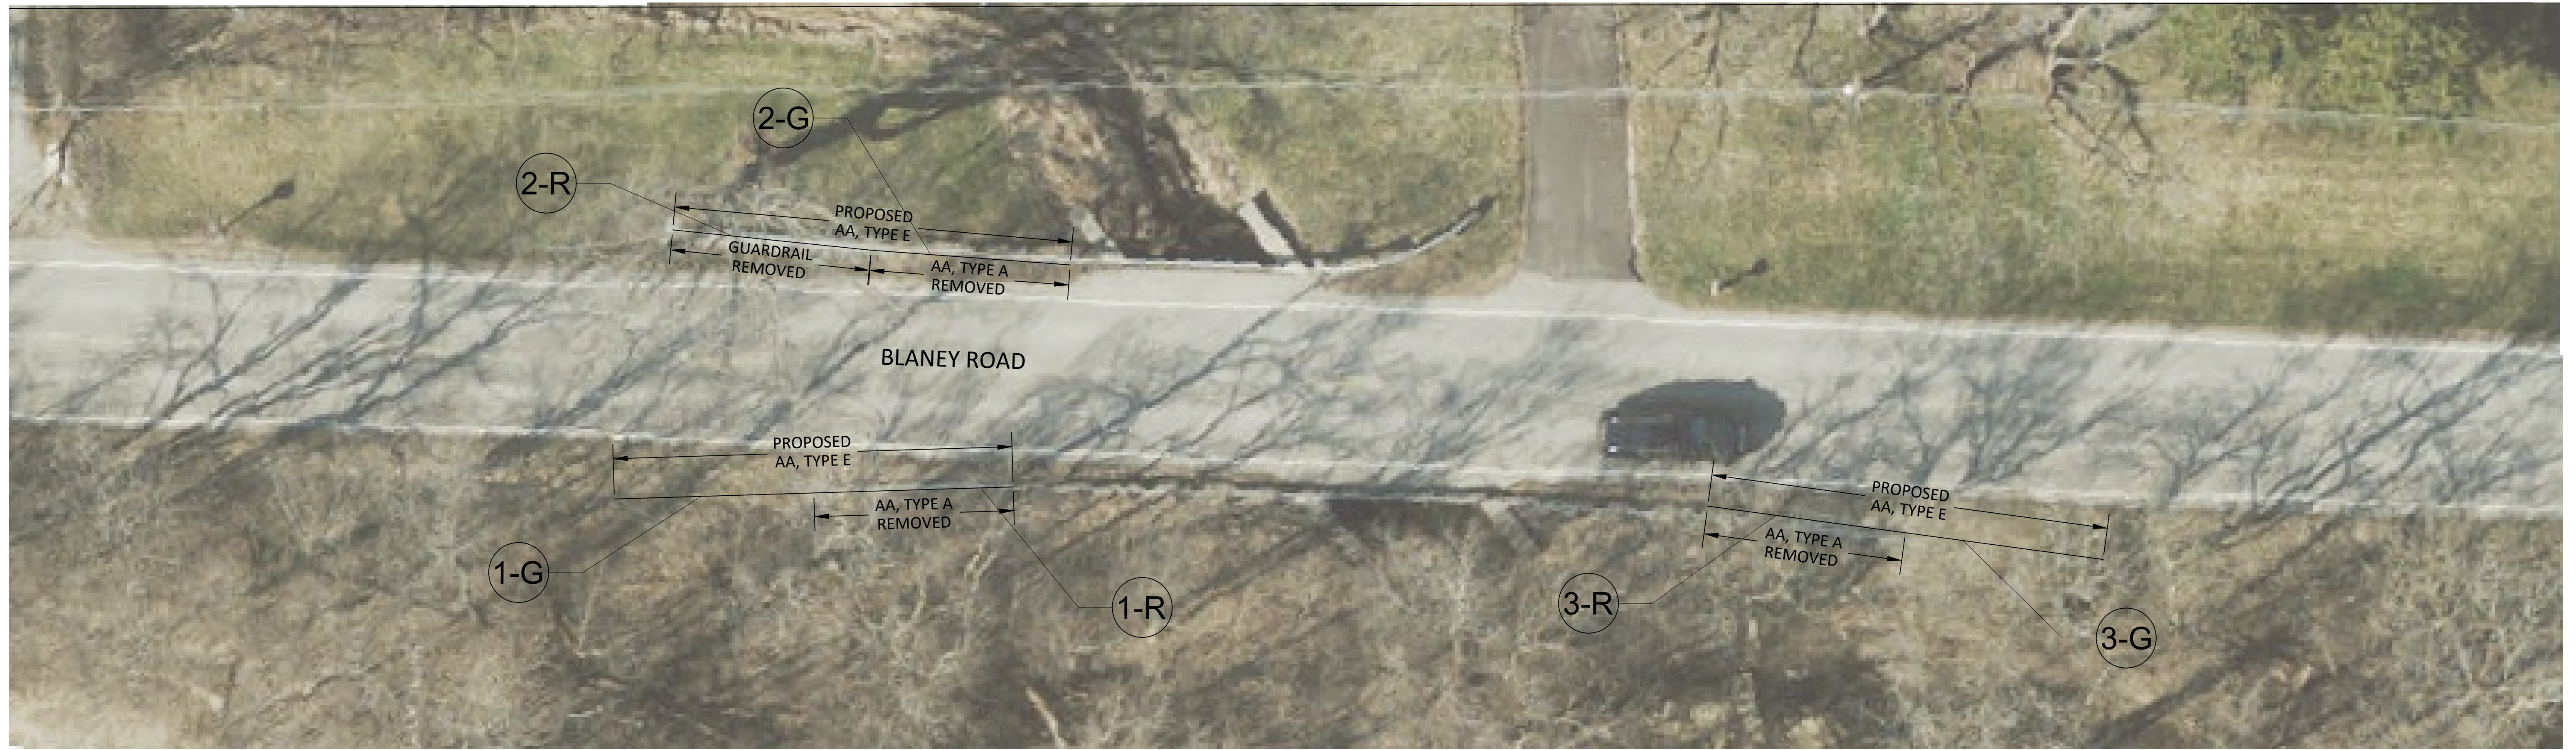 2-G
2-R
PROPOSED
AA, TYPE E
GUARDRAIL
REMOVED
AA, TYPE A
REMOVED
BLANEY ROAD
PROPOSED
AA, TYPE E
AA, TYPE A
REMOVED
1-G
1-R
PROPOSED
AA, TYPE E
AA, TYPE A
REMOVED
3-R
3-G